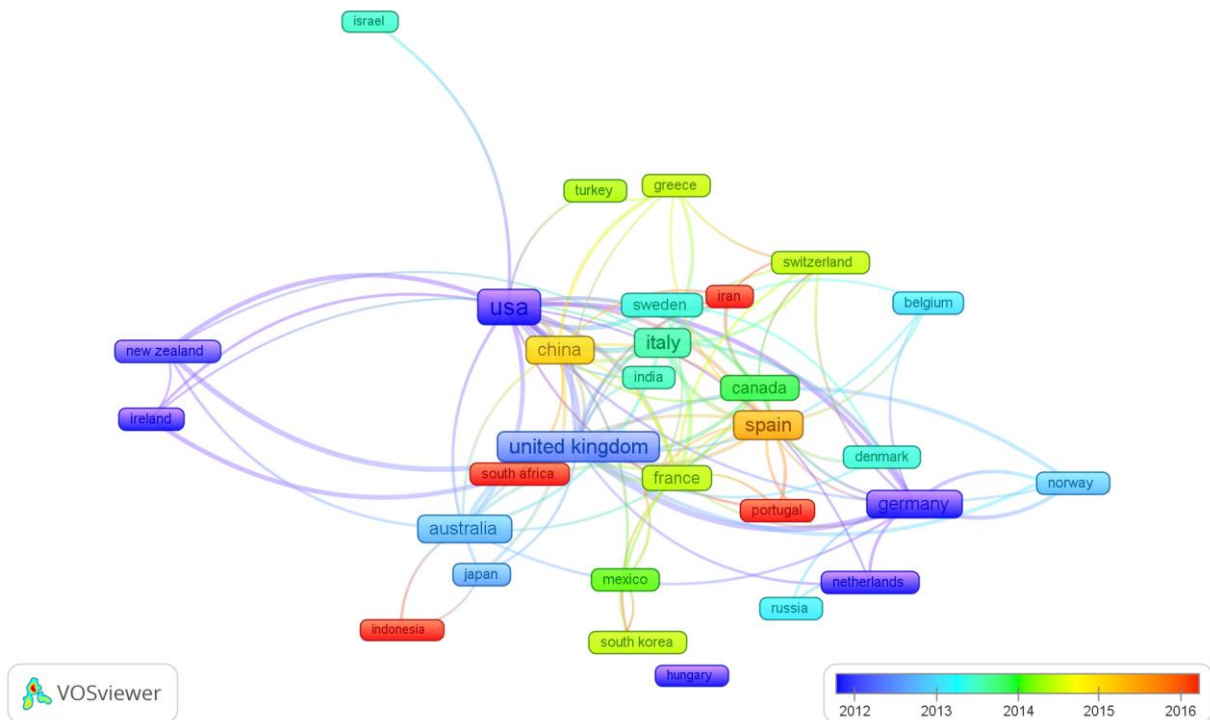 israel
turkey
greece
switzerland
usa
sweden
iran
belgium
new zealand
china
italy
india
canada
ireland
spain
united kingdom
denmark
south africa
france
norway
portugal
germany
australia
japan
mexico
netherlands
russia
indonesia
south korea
hungary
VOSviewer
2012 2013 2014 2015 2016